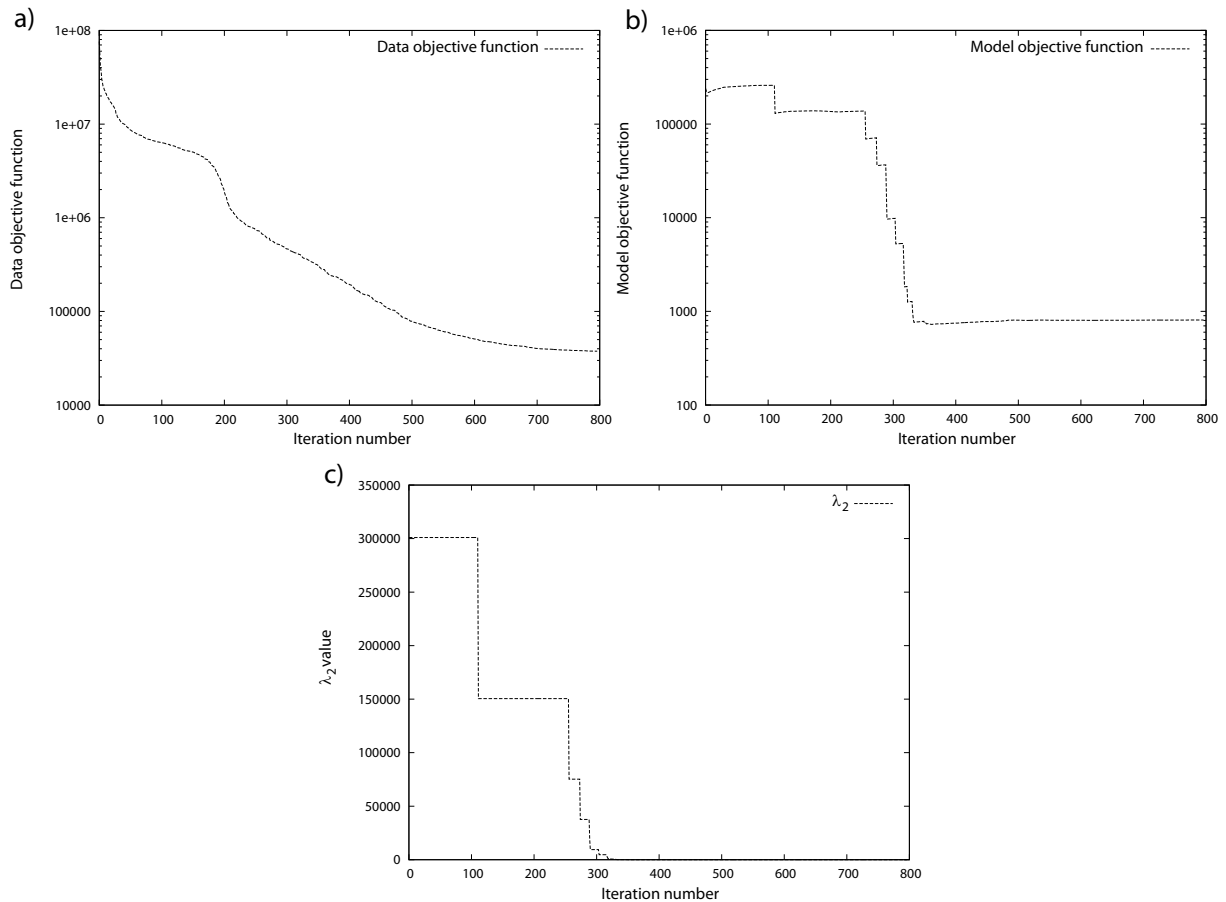 a)
Data objective function
1e+08
1e+07
1e+06
100000
10000
Data objective function
0 100 200 300 400 500 600 700 800
Iteration number
b)
Model objective function
1e+06
100000
10000
1000
100
Model objective function
0 100 200 300 400 500 600 700 800
Iteration number
c)
λ2
350000
300000
250000
200000
150000
100000
50000
0
λ2 value
0 100 200 300 400 500 600 700 800
Iteration number